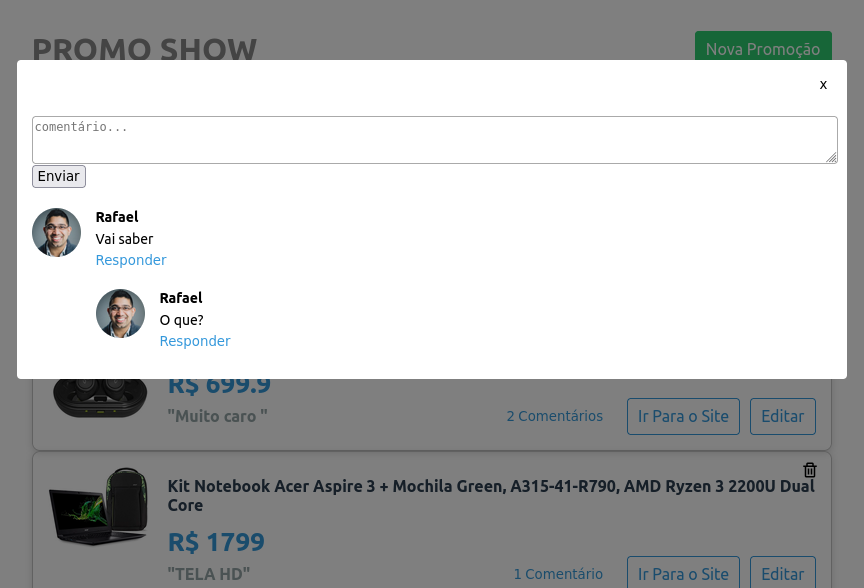 PROMO SHOW
Nova Promoção
x
comentário...
Enviar
Rafael
Vai saber
Responder
Rafael
O que?
Responder
R$ 699.9
"Muito caro "
2 Comentários
Ir Para o Site
Editar
Kit Notebook Acer Aspire 3 + Mochila Green, A315-41-R790, AMD Ryzen 3 2200U Dual
Core
R$ 1799
"TELA HD"
1 Comentário
Ir Para o Site
Editar